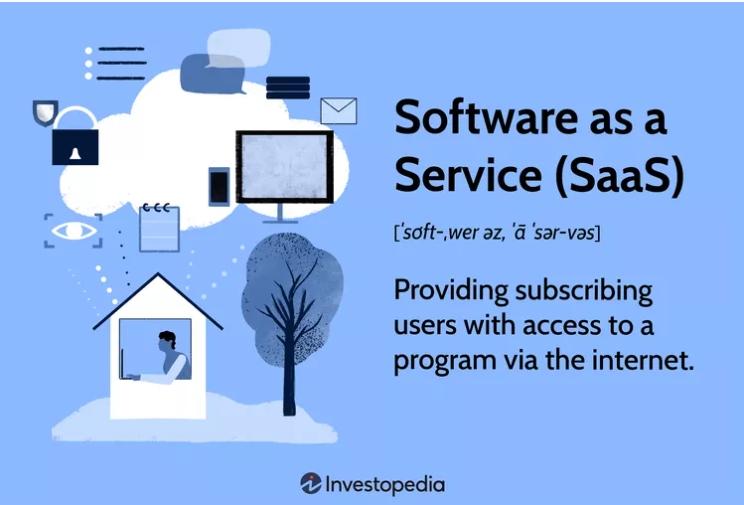 Software as a
Service (SaaS)
[ˈsȯft-ˌwer əz, ˈā ˈsər-vəs]
Providing subscribing
users with access to a
program via the internet.
Investopedia